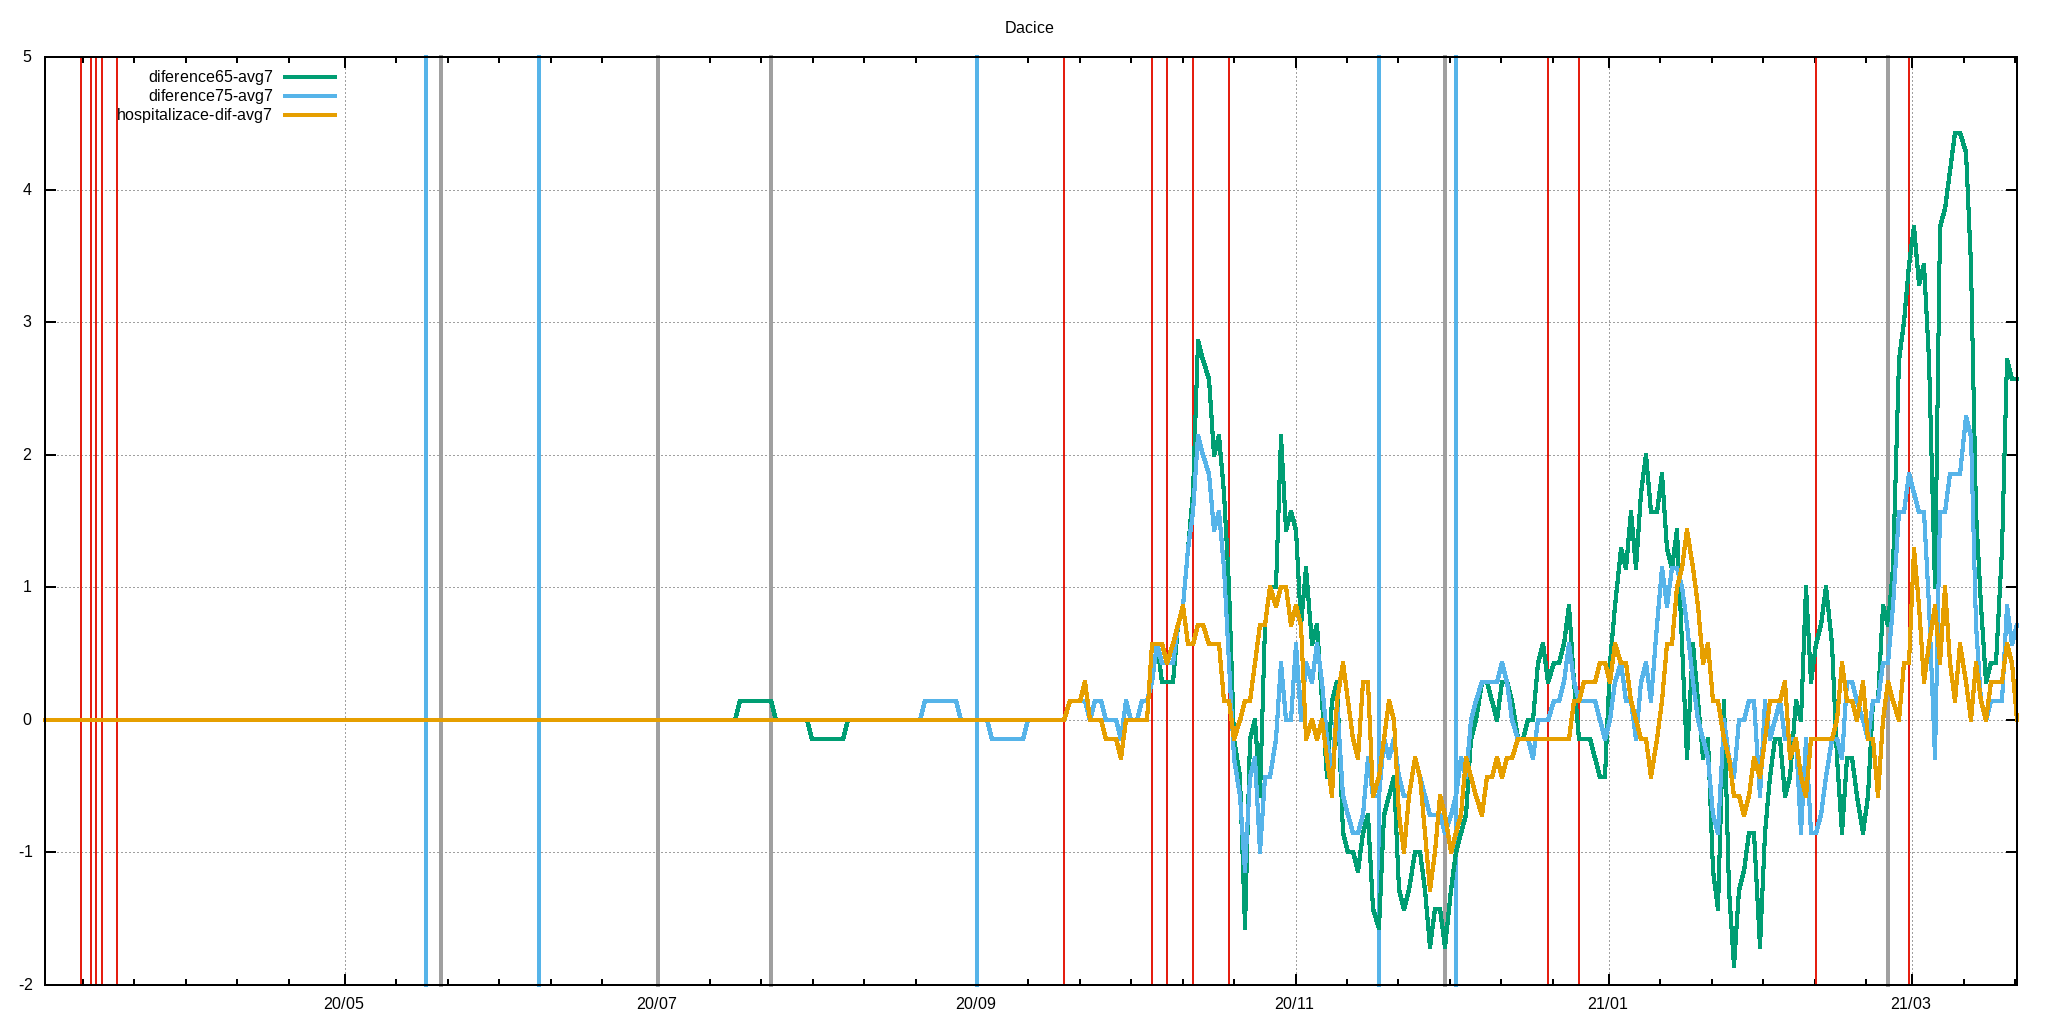 Dacice
5
diference65-avg7
diference75-avg7
hospitalizace-dif-avg7
4
3
2
1
0
-1
-2
20/05 20/07 20/09 20/11 21/01 21/03